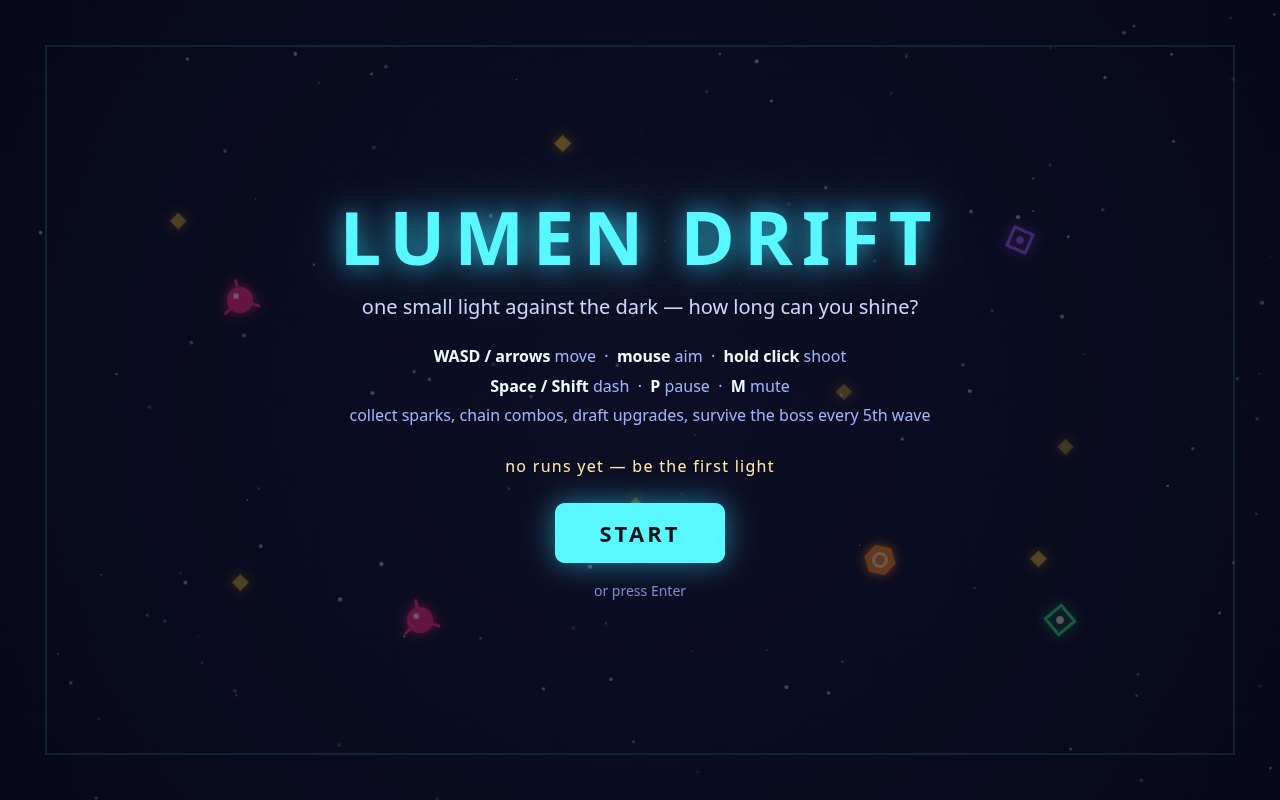 LUMEN DRIFT
one small light against the dark — how long can you shine?
WASD / arrows move · mouse aim · hold click shoot
Space / Shift dash · P pause · M mute
collect sparks, chain combos, draft upgrades, survive the boss every 5th wave
no runs yet — be the first light
START
or press Enter